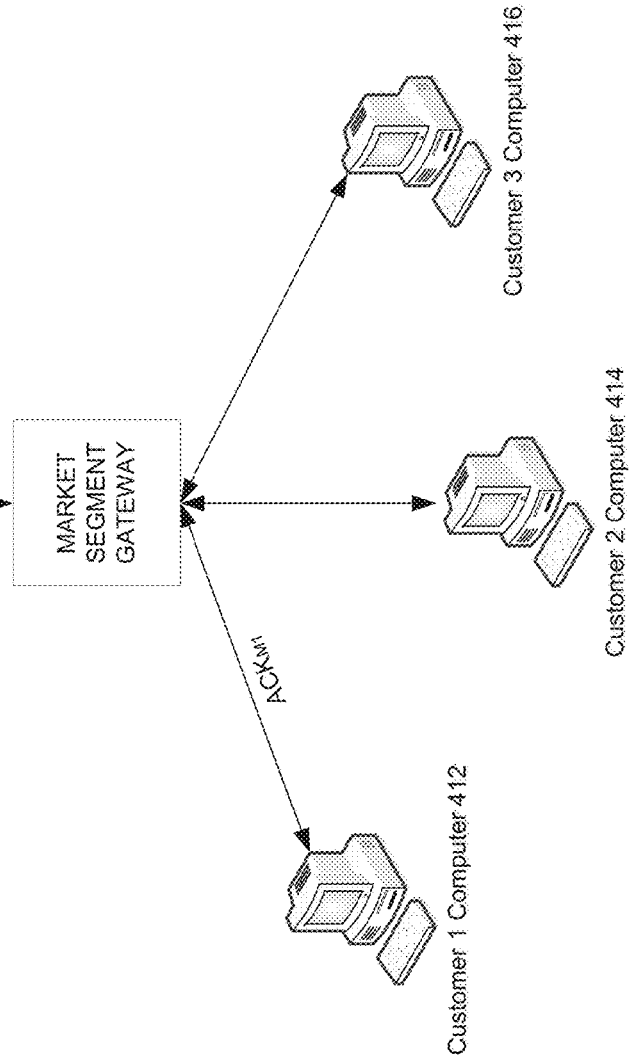 MARKET
SEGMENT
GATEWAY
ACKM1
Customer 1 Computer 412
Customer 2 Computer 414
Customer 3 Computer 416